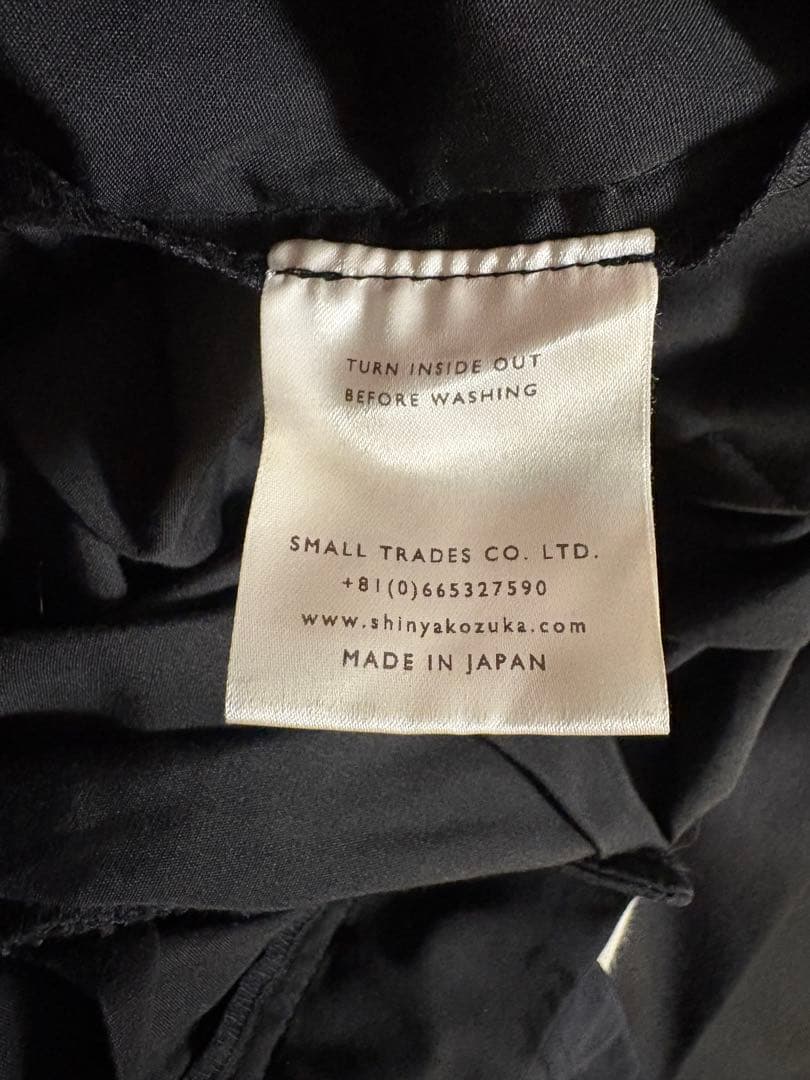 TURN INSIDE OUT
BEFORE WASHING
SMALL TRADES CO. LTD.
+81(0)665327590
www.shinyakozuka.com
MADE IN JAPAN